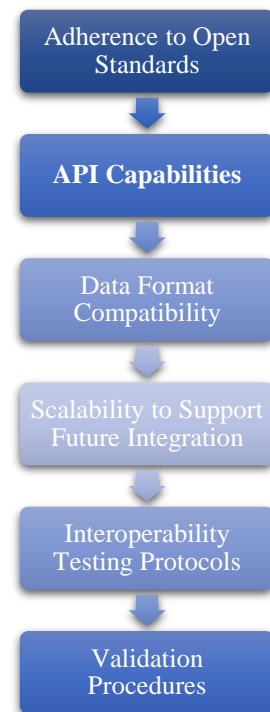 Adherence to Open
Standards
API Capabilities
Data Format
Compatibility
Scalability to Support
Future Integration
Interoperability
Testing Protocols
Validation
Procedures